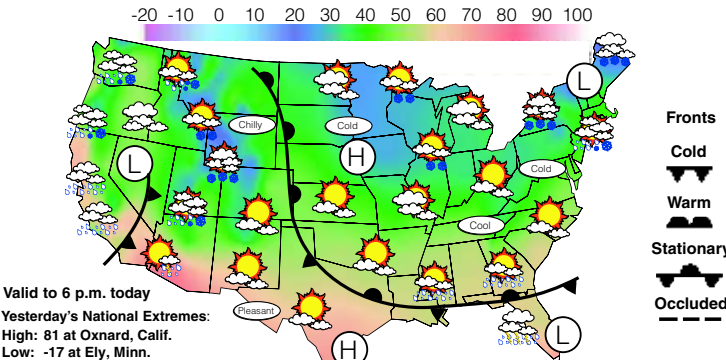 -20 -10 0 10 20 30 40 50 60 70 80 90 100
L
Fronts
Chilly
Cold
Cold
H
L
Cold
Warm
Cool
Stationary
Pleasant
Occluded
Valid to 6 p.m. today
Yesterday's National Extremes:
High: 81 at Oxnard, Calif.
Low: -17 at Ely, Minn.
H
L